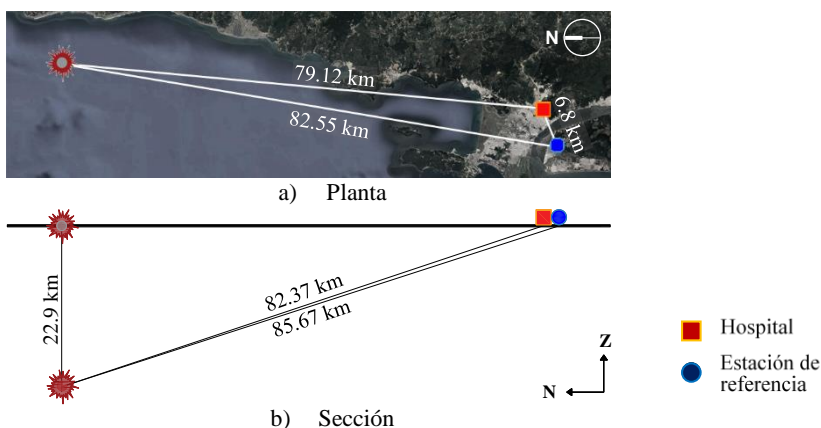 N
79.12 km
82.55 km
6.8 km
a) Planta
22.9 km
82.37 km
85.67 km
Z
N
b) Sección
Hospital
Estación de
referencia